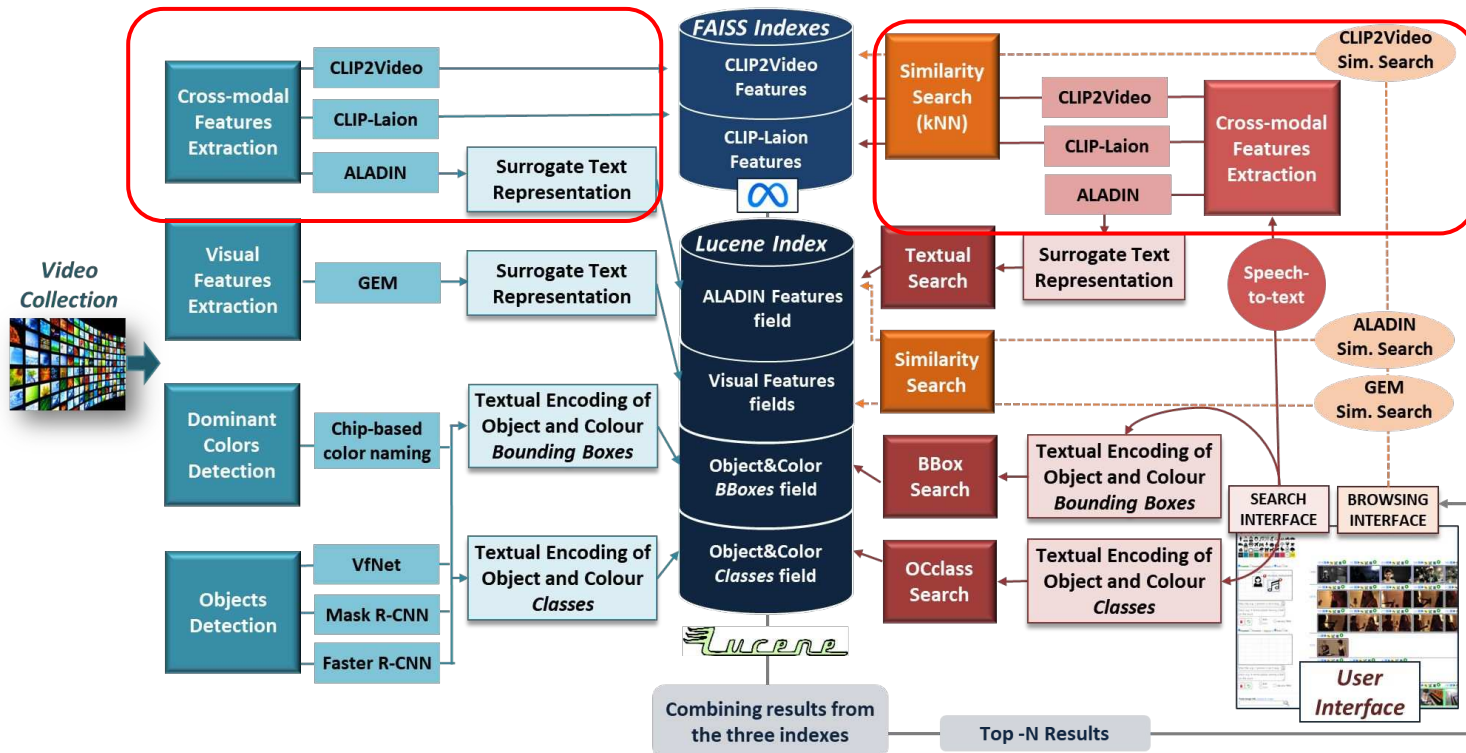 Video
Collection
Cross-modal
Features
Extraction
CLIP2Video
CLIP-Laion
ALADIN
Surrogate Text
Representation
Visual
Features
Extraction
GEM
Surrogate Text
Representation
Dominant
Colors
Detection
Chip-based
color naming
Textual Encoding of
Object and Colour
Bounding Boxes
Objects
Detection
VfNet
Mask R-CNN
Faster R-CNN
Textual Encoding of
Object and Colour
Classes
FAISS Indexes
CLIP2Video
Features
CLIP-Laion
Features
Lucene Index
ALADIN Features
field
Visual Features
fields
Object&Color
BBoxes field
Object&Color
Classes field
Lucene
Combining results from
the three indexes
Top -N Results
Similarity
Search
(kNN)
CLIP2Video
CLIP-Laion
ALADIN
Cross-modal
Features
Extraction
CLIP2Video
Sim. Search
Textual
Search
Surrogate Text
Representation
Speech-
to-text
Similarity
Search
ALADIN
Sim. Search
GEM
Sim. Search
BBox
Search
Textual Encoding of
Object and Colour
Bounding Boxes
OCclass
Search
Textual Encoding of
Object and Colour
Classes
SEARCH
INTERFACE
BROWSING
INTERFACE
User
Interface